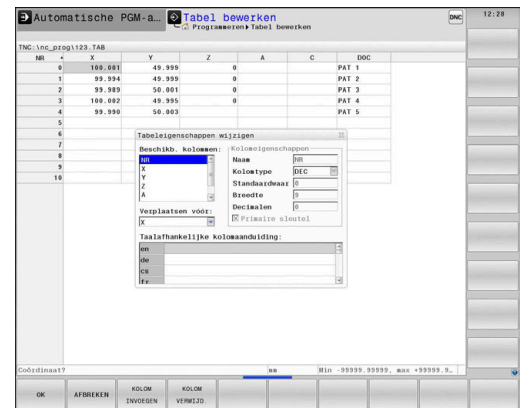 Automatische PGM-a… Tabel bewerken DNC 12:28
Programmeren Tabel bewerken
TNC:\nc_prog\123.TAB
NR X Y Z A C DOC
0 100.001 49.999 0 PAT 1
1 99.994 49.999 0 PAT 2
2 99.989 50.001 0 PAT 3
3 100.002 49.995 0 PAT 4
4 99.990 50.003 PAT 5
5
6
7
8
9
10
Tabeleigenschappen wijzigen
Beschikb. kolommen: Kolomeigenschappen
NR
X
Y
Z
A
Naam NR
Kolomtype DEC
Standaardwaar 0
Breedte 9
Decimalen 0
Primaire sleutel
Verplaatsen vóór:
X
Taalafhankelijke kolomaanduiding:
en
de
cs
fr
Coördinaat? mm Min -99999.99999, max +99999.9…
OK AFBREKEN KOLOM INVOEGEN KOLOM VERWIJD.